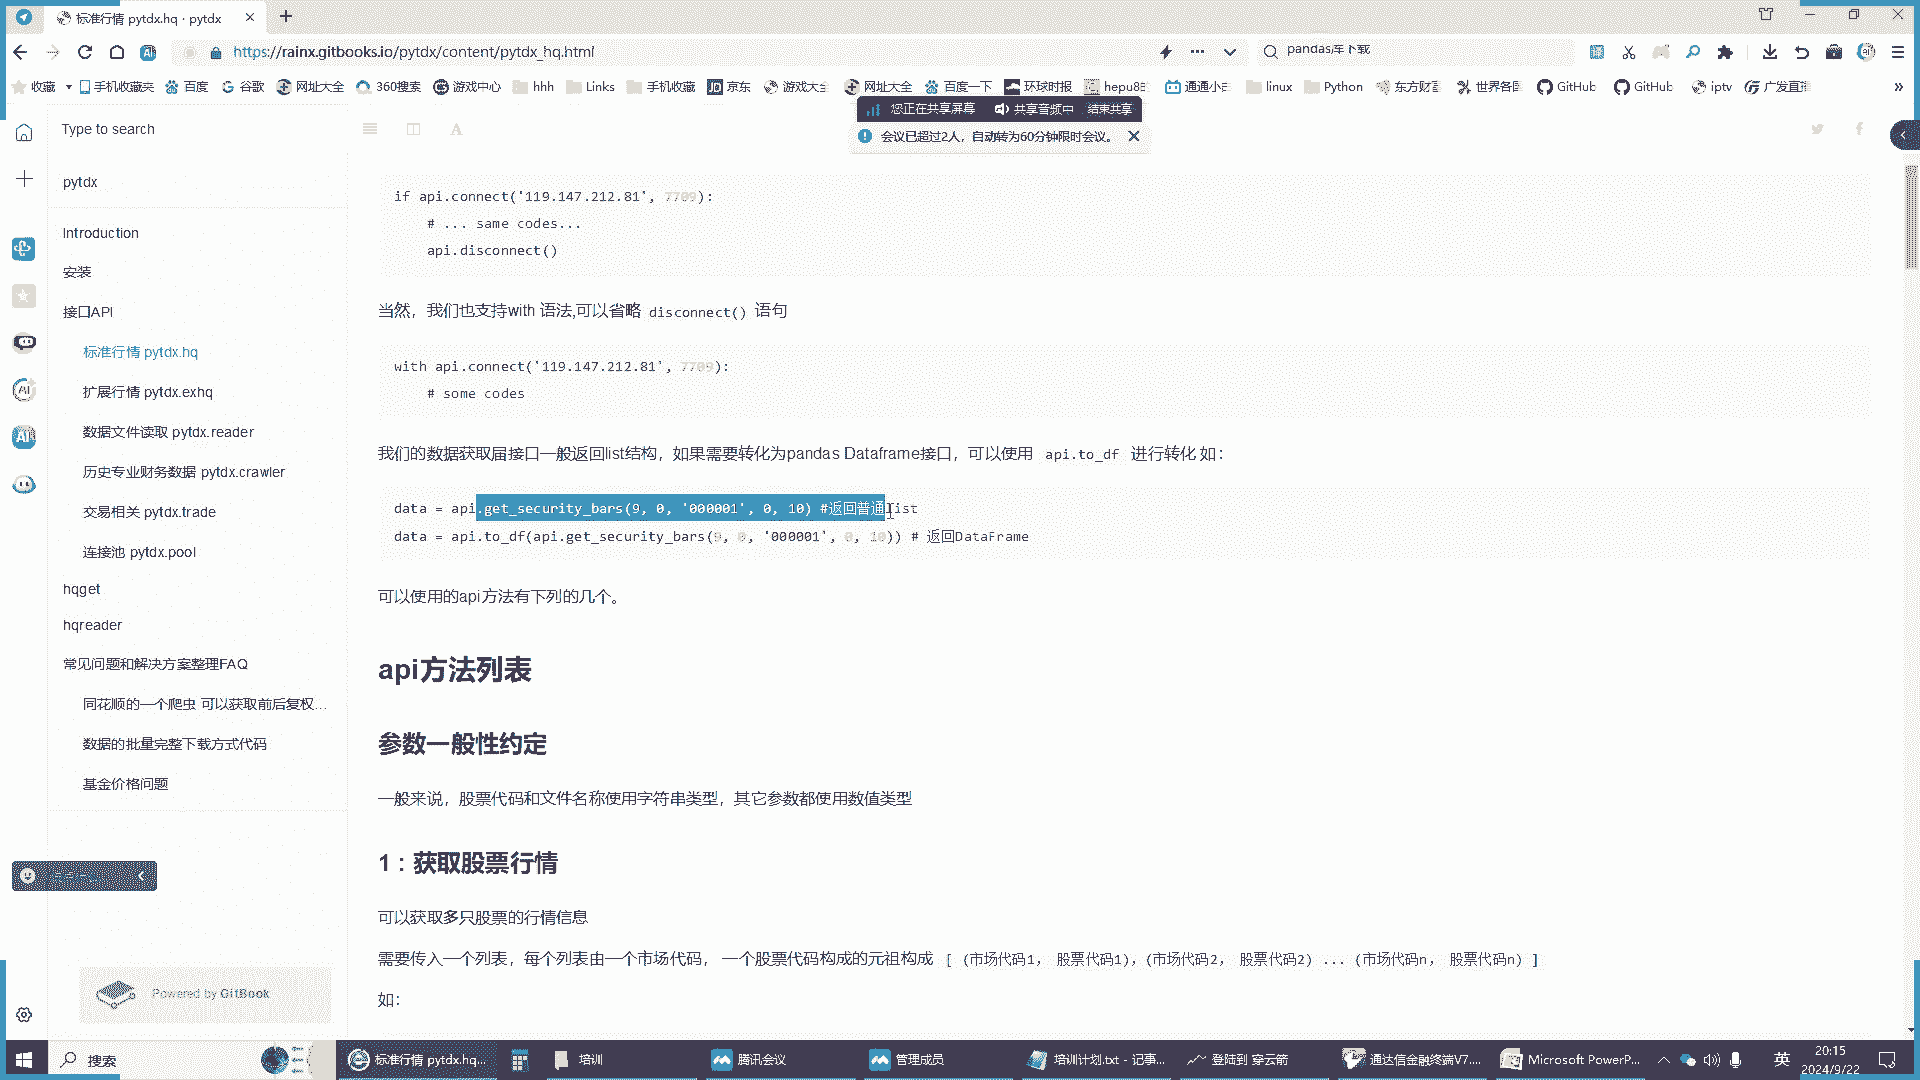 标准行情 pytdx.hq · pytdx
https://rainx.gitbooks.io/pytdx/content/pytdx_hq.html
pandas库下载
收藏 手机收藏夹 百度 谷歌 网址大全 360搜索 游戏中心 hhh Links 手机收藏 京东 游戏大全 网址大全 百度一下 环球时报 hepu8 通通小 linux Python 东方财富 世界各国 GitHub GitHub iptv 广发直播 »
您正在共享屏幕 共享音频中 结束共享
会议已超过2人，自动转为60分钟限时会议。
Type to search
pytdx
Introduction
安装
接口API
标准行情 pytdx.hq
扩展行情 pytdx.exhq
数据文件读取 pytdx.reader
历史专业财务数据 pytdx.crawler
交易相关 pytdx.trade
连接池 pytdx.pool
hqget
hqreader
常见问题和解决方案整理FAQ
同花顺的一个爬虫 可以获取前后复权...
数据的批量完整下载方式代码
基金价格问题
Powered by GitBook
if api.connect('119.147.212.81', 7709):
# ... same codes...
api.disconnect()
当然，我们也支持with 语法,可以省略 disconnect() 语句
with api.connect('119.147.212.81', 7709):
# some codes
我们的数据获取届接口一般返回list结构，如果需要转化为pandas Dataframe接口，可以使用 api.to_df 进行转化 如：
data = api.get_security_bars(9, 0, '000001', 0, 10) #返回普通list
data = api.to_df(api.get_security_bars(9, 0, '000001', 0, 10)) # 返回DataFrame
可以使用的api方法有下列的几个。
api方法列表
参数一般性约定
一般来说，股票代码和文件名称使用字符串类型，其它参数都使用数值类型
1 : 获取股票行情
可以获取多只股票的行情信息
需要传入一个列表，每个列表由一个市场代码， 一个股票代码构成的元祖构成 [ (市场代码1， 股票代码1)，(市场代码2， 股票代码2) ... (市场代码n， 股票代码n) ]
如：
搜索 标准行情 pytdx.hq... 培训 腾讯会议 管理成员 培训计划.txt - 记事... 登陆到 穿云箭 通达信金融终端V7.... Microsoft PowerP... 英 20:15
2024/9/22